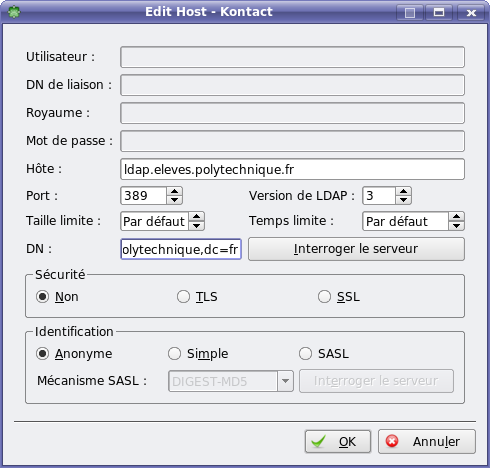 Edit Host - Kontact
Utilisateur :
DN de liaison :
Royaume :
Mot de passe :
Hôte : ldap.eleves.polytechnique.fr
Port : 389 Version de LDAP : 3
Taille limite : Par défaut Temps limite : Par défaut
DN : olytechnique,dc=fr Interroger le serveur
Sécurité
Non TLS SSL
Identification
Anonyme Simple SASL
Mécanisme SASL : DIGEST-MD5 Interroger le serveur
OK Annuler